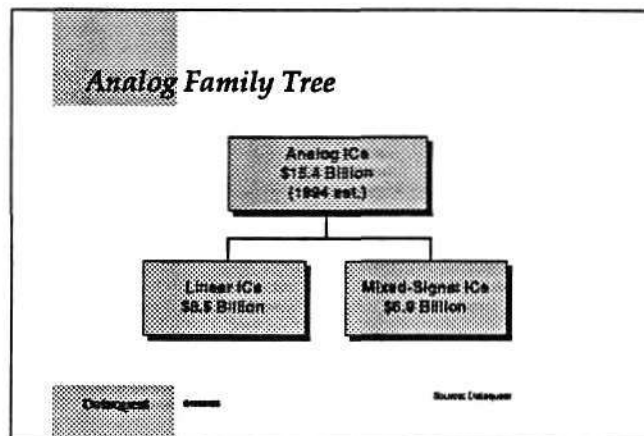 Analog Family Tree
Analog ICs
$15.4 Billion
(1994 est.)
Linear ICs
$8.5 Billion
Mixed-Signal ICs
$6.9 Billion
Dataquest
Source: Dataquest